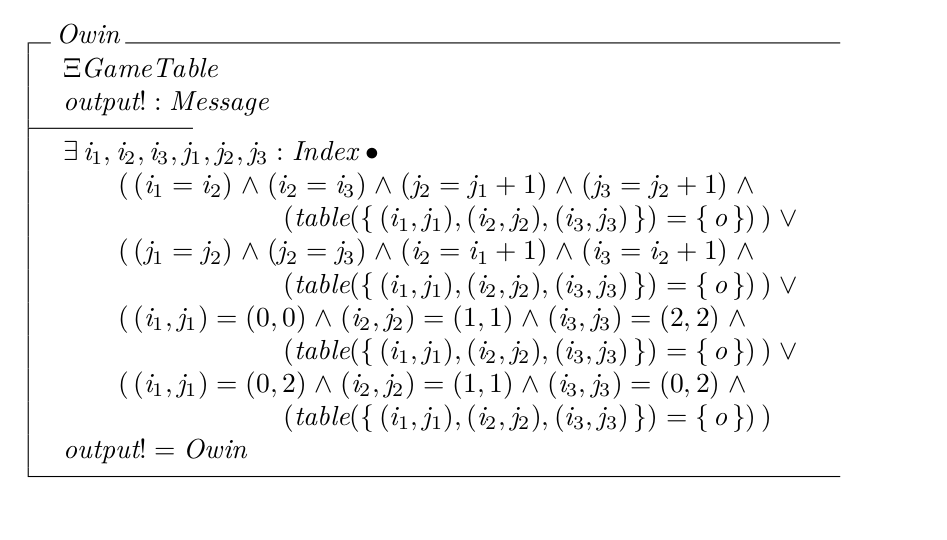 Owin
ΞGameTable
output! : Message
∃ i₁, i₂, i₃, j₁, j₂, j₃ : Index •
( (i₁ = i₂) ∧ (i₂ = i₃) ∧ (j₂ = j₁ + 1) ∧ (j₃ = j₂ + 1) ∧
(table({ (i₁, j₁), (i₂, j₂), (i₃, j₃) }) = { o }) ) ∨
( (j₁ = j₂) ∧ (j₂ = j₃) ∧ (i₂ = i₁ + 1) ∧ (i₃ = i₂ + 1) ∧
(table({ (i₁, j₁), (i₂, j₂), (i₃, j₃) }) = { o }) ) ∨
( (i₁, j₁) = (0, 0) ∧ (i₂, j₂) = (1, 1) ∧ (i₃, j₃) = (2, 2) ∧
(table({ (i₁, j₁), (i₂, j₂), (i₃, j₃) }) = { o }) ) ∨
( (i₁, j₁) = (0, 2) ∧ (i₂, j₂) = (1, 1) ∧ (i₃, j₃) = (0, 2) ∧
(table({ (i₁, j₁), (i₂, j₂), (i₃, j₃) }) = { o }) )
output! = Owin